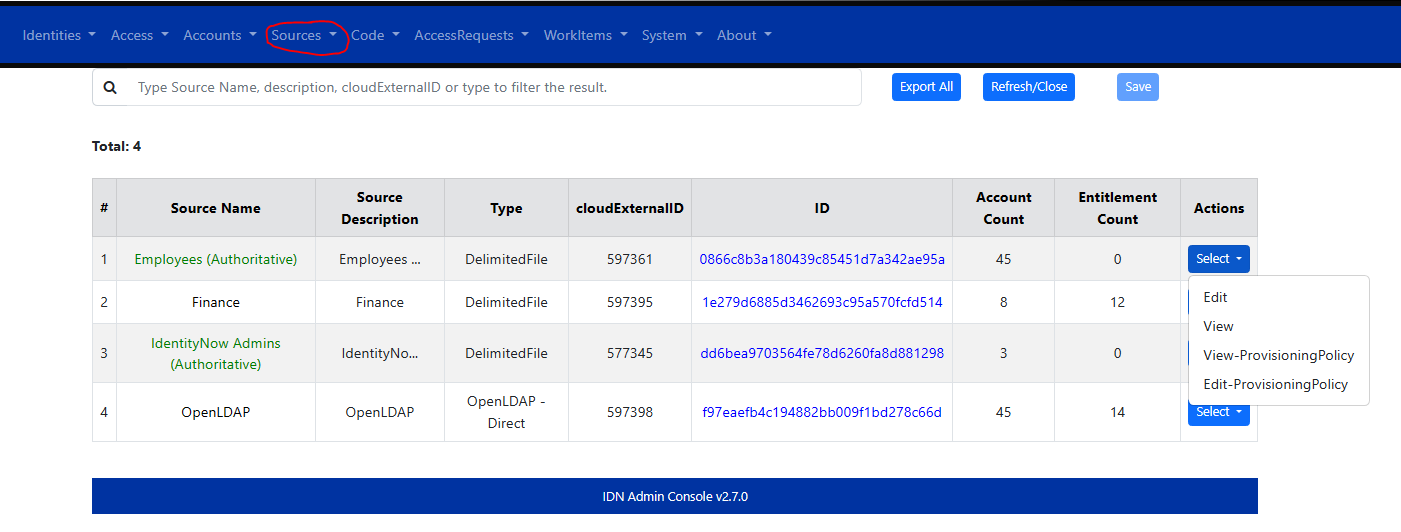 Identities Access Accounts Sources Code AccessRequests WorkItems System About
Type Source Name, description, cloudExternalID or type to filter the result. Export All Refresh/Close Save
Total: 4
# Source Name Source Description Type cloudExternalID ID Account Count Entitlement Count Actions
1 Employees (Authoritative) Employees ... DelimitedFile 597361 0866c8b3a180439c85451d7a342ae95a 45 0 Select
2 Finance Finance DelimitedFile 597395 1e279d6885d3462693c95a570fcfd514 8 12
3 IdentityNow Admins (Authoritative) IdentityNo... DelimitedFile 577345 dd6bea9703564fe78d6260fa8d881298 3 0
4 OpenLDAP OpenLDAP OpenLDAP - Direct 597398 f97eaefb4c194882bb009f1bd278c66d 45 14 Select
Edit
View
View-ProvisioningPolicy
Edit-ProvisioningPolicy
IDN Admin Console v2.7.0